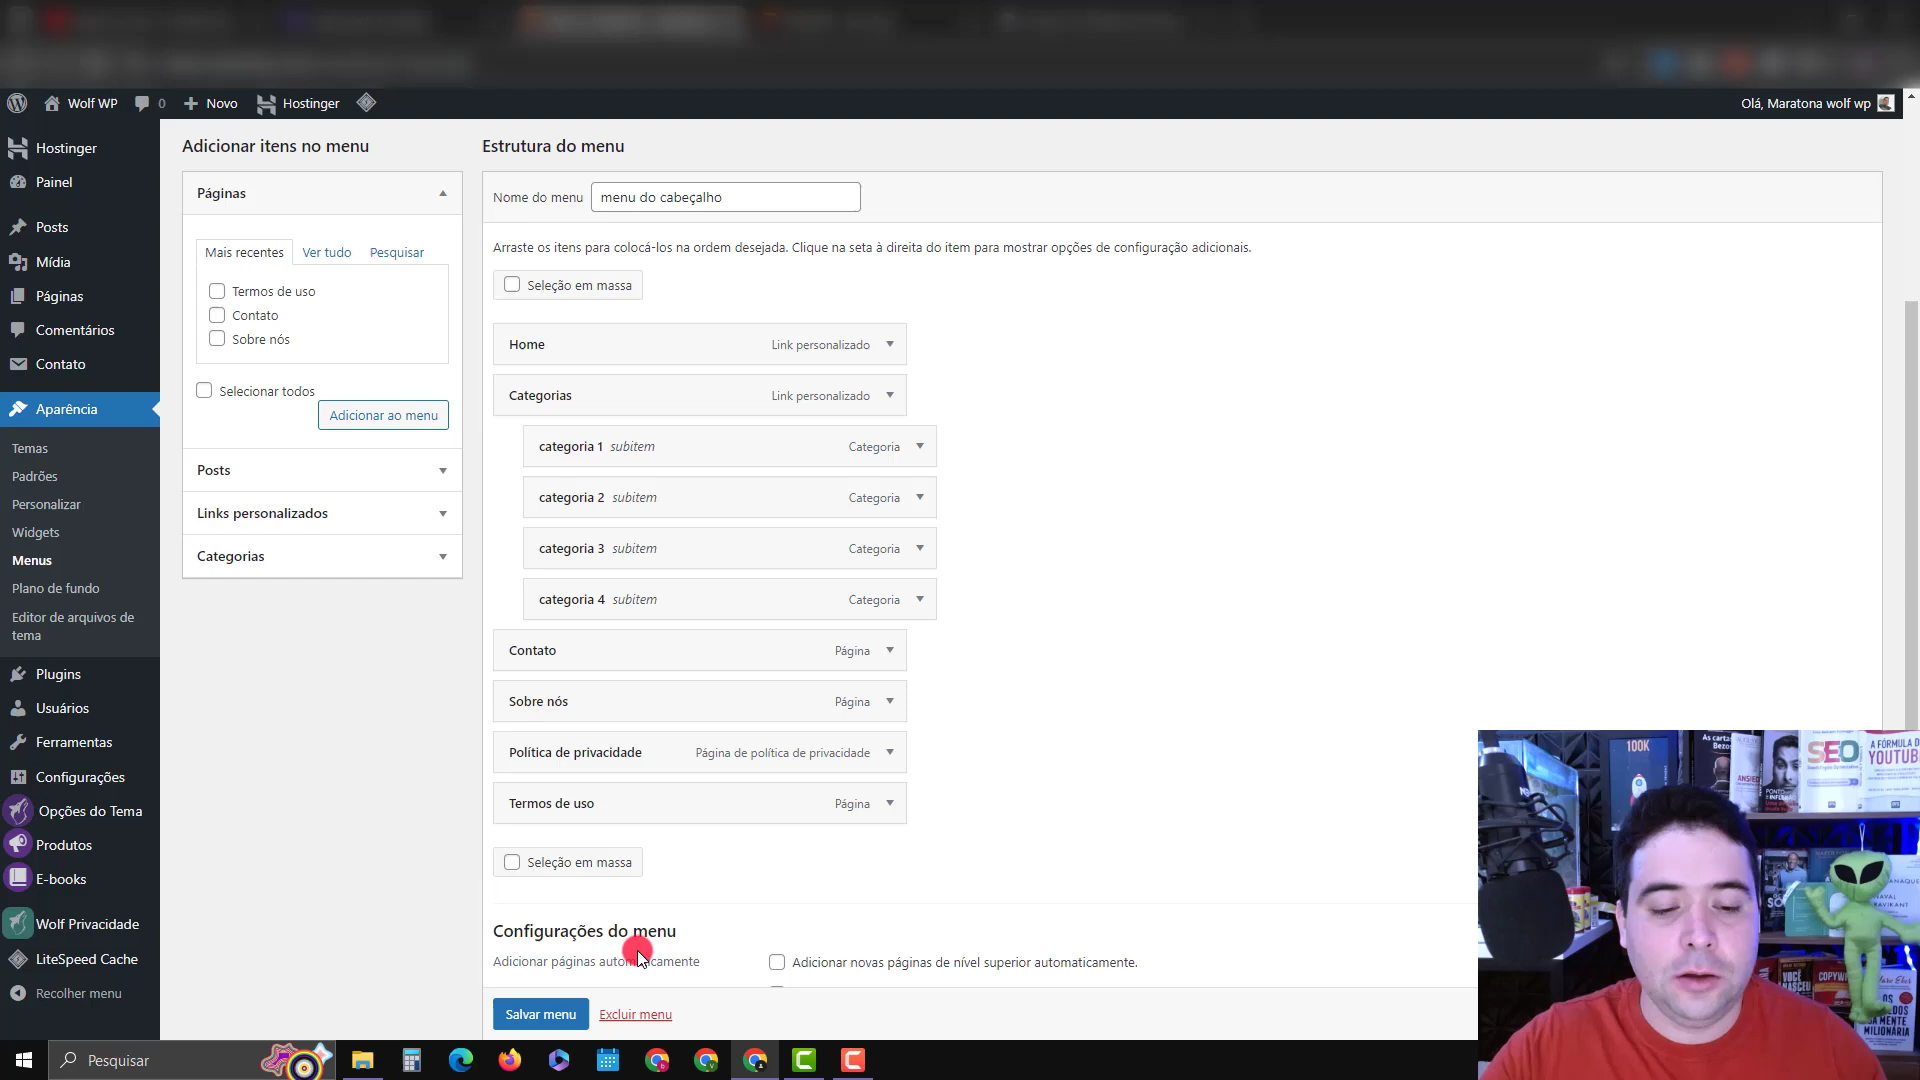 Wolf WP
0
Novo
Hostinger
Olá, Maratona wolf wp
Hostinger
Painel
Posts
Mídia
Páginas
Comentários
Contato
Aparência
Temas
Padrões
Personalizar
Widgets
Menus
Plano de fundo
Editor de arquivos de
tema
Plugins
Usuários
Ferramentas
Configurações
Opções do Tema
Produtos
E-books
Wolf Privacidade
LiteSpeed Cache
Recolher menu
Adicionar itens no menu
Páginas
Mais recentes Ver tudo Pesquisar
Termos de uso
Contato
Sobre nós
Selecionar todos
Adicionar ao menu
Posts
Links personalizados
Categorias
Estrutura do menu
Nome do menu menu do cabeçalho
Arraste os itens para colocá-los na ordem desejada. Clique na seta à direita do item para mostrar opções de configuração adicionais.
Seleção em massa
Home Link personalizado
Categorias Link personalizado
categoria 1 subitem Categoria
categoria 2 subitem Categoria
categoria 3 subitem Categoria
categoria 4 subitem Categoria
Contato Página
Sobre nós Página
Política de privacidade Página de política de privacidade
Termos de uso Página
Seleção em massa
Configurações do menu
Adicionar páginas automaticamente Adicionar novas páginas de nível superior automaticamente.
Salvar menu Excluir menu
100K
SEO
A FÓRMULA DO
YOUTUBE
Pesquisar